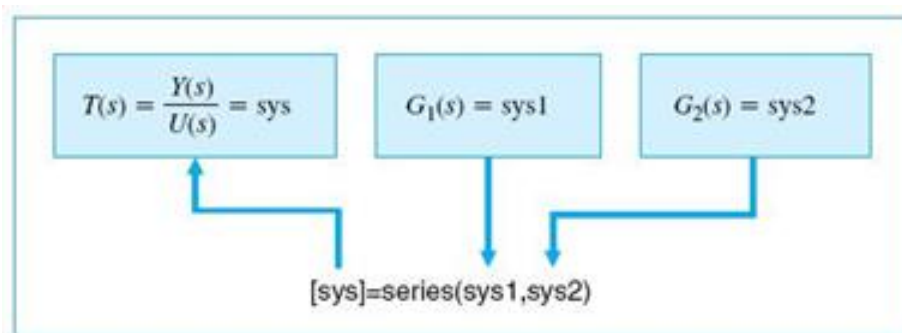 T(s) = Y(s)/U(s) = sys
G₁(s) = sys1
G₂(s) = sys2
[sys]=series(sys1,sys2)